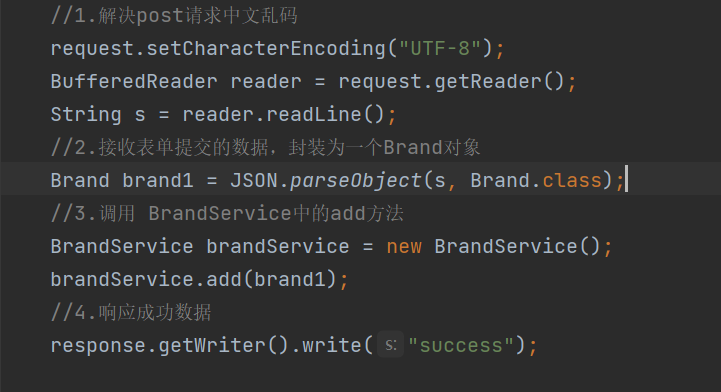 //1.解决post请求中文乱码
request.setCharacterEncoding("UTF-8");
BufferedReader reader = request.getReader();
String s = reader.readLine();
//2.接收表单提交的数据，封装为一个Brand对象
Brand brand1 = JSON.parseObject(s, Brand.class);
//3.调用 BrandService中的add方法
BrandService brandService = new BrandService();
brandService.add(brand1);
//4.响应成功数据
response.getWriter().write( s: "success");